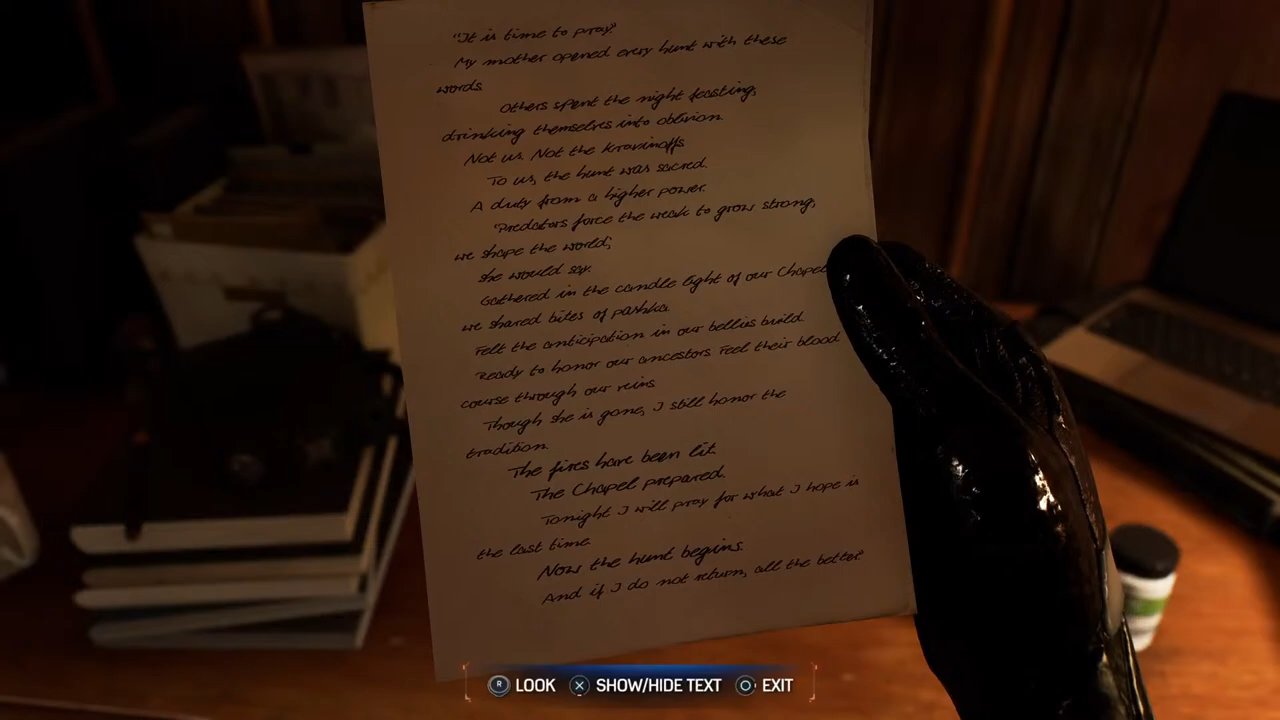 "It is time to pray."
My mother opened every hunt with these
words.
Others spent the night feasting,
drinking themselves into oblivion.
Not us. Not the Kravinoffs
To us, the hunt was sacred.
A duty from a higher power.
"Predators force the weak to grow strong,
we shape the world,"
she would say.
Gathered in the candle light of our Chapel
we shared bites of pashka.
Felt the anticipation in our bellies build
Ready to honor our ancestors Feel their blood
course through our veins
Though she is gone, I still honor the
tradition.
The fires have been lit.
The Chapel prepared.
Tonight I will pray for what I hope is
the last time
Now the hunt begins.
And if I do not return, all the better."
R LOOK SHOW/HIDE TEXT EXIT